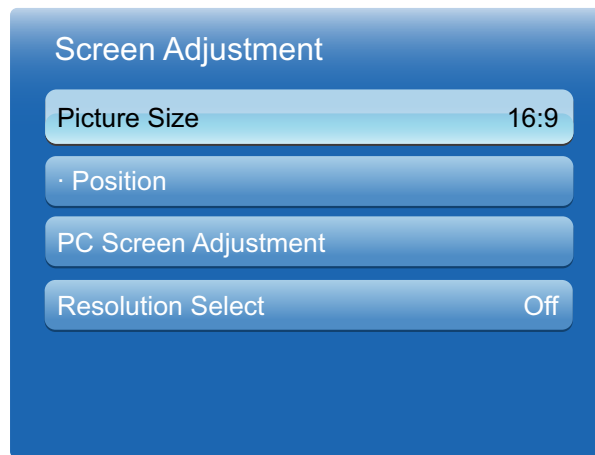 Screen Adjustment
Picture Size 16:9
· Position
PC Screen Adjustment
Resolution Select Off